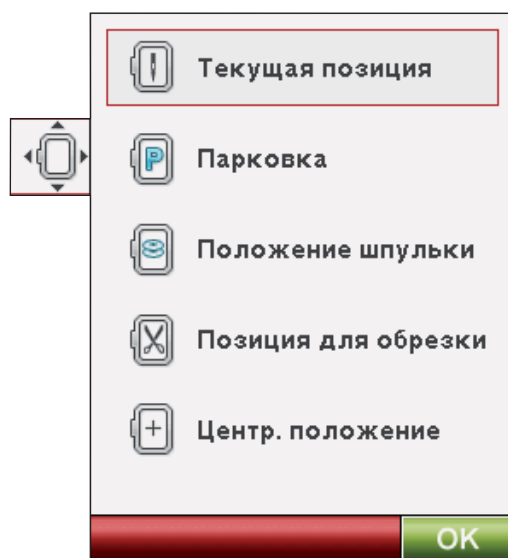 Текущая позиция
Парковка
Положение шпульки
Позиция для обрезки
Центр. положение
OK